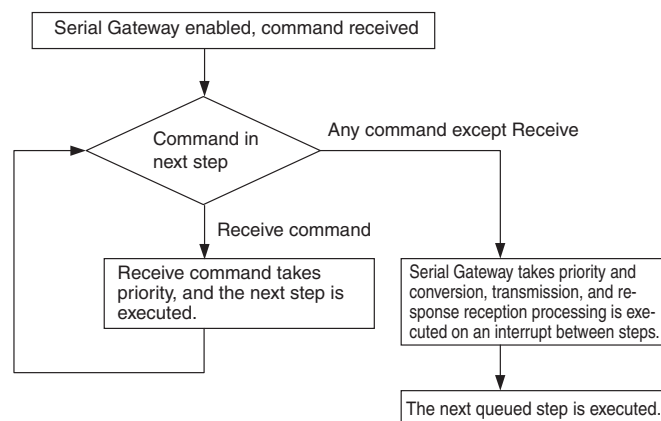 Serial Gateway enabled, command received
Command in
next step
Any command except Receive
Receive command
Receive command takes
priority, and the next step is
executed.
Serial Gateway takes priority and
conversion, transmission, and re-
sponse reception processing is exe-
cuted on an interrupt between steps.
The next queued step is executed.